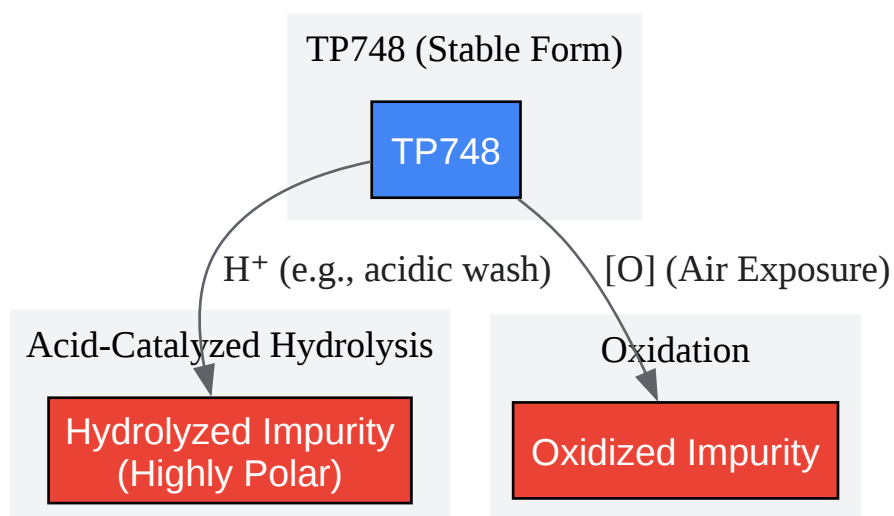 TP748 (Stable Form)
TP748
H⁺ (e.g., acidic wash)
[O] (Air Exposure)
Acid-Catalyzed Hydrolysis
Oxidation
Hydrolyzed Impurity
(Highly Polar)
Oxidized Impurity